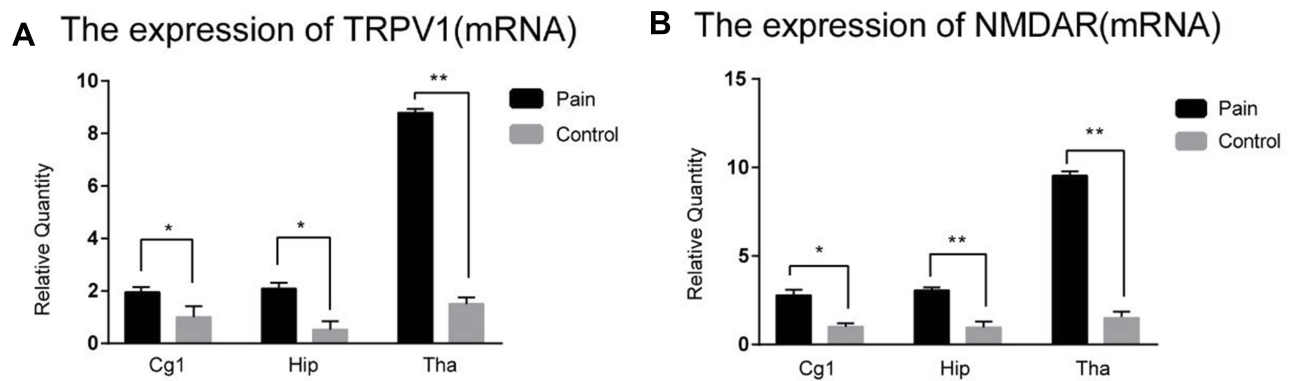 A The expression of TRPV1(mRNA)
Relative Quantity
10
8
6
4
2
0
*
*
**
Cg1 Hip Tha
Pain
Control
B The expression of NMDAR(mRNA)
Relative Quantity
15
10
5
0
*
**
**
Cg1 Hip Tha
Pain
Control